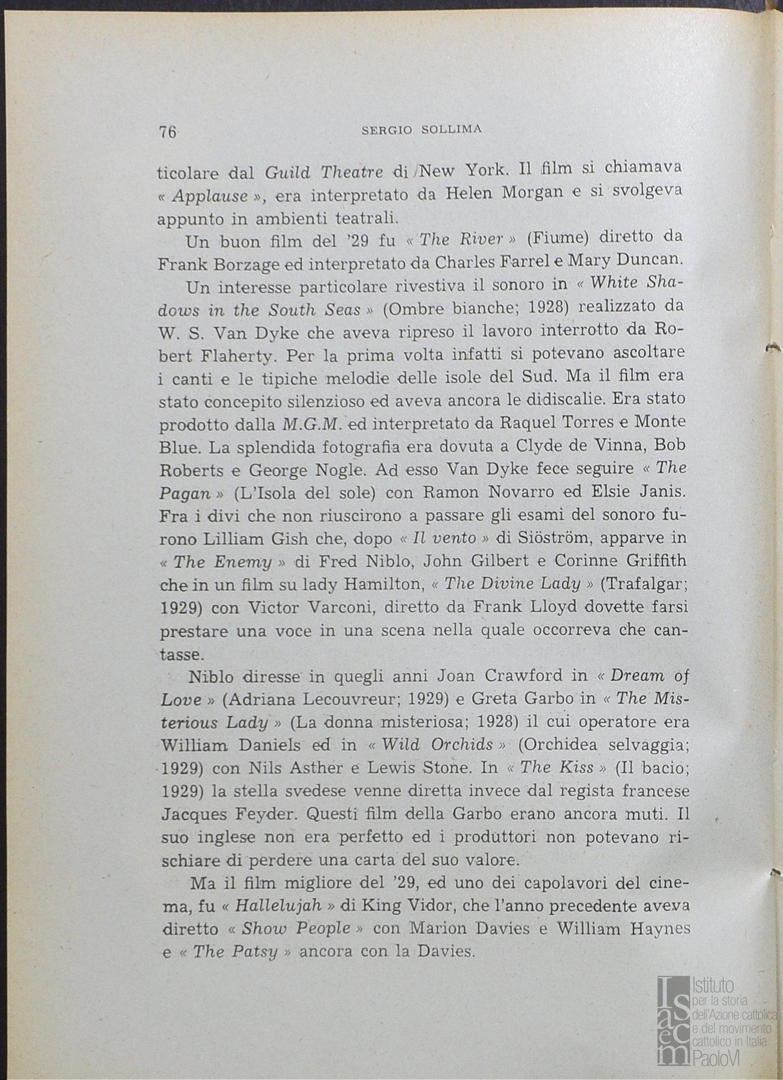 76
SERGIO SOLLIMA
ticolare dal Guild Theatre di New York. Il film si chiamava
« Applause », era interpretato da Helen Morgan e si svolgeva
appunto in ambienti teatrali.
Un buon film del '29 fu « The River » (Fiume) diretto da
Frank Borzage ed interpretato da Charles Farrel e Mary Duncan.
Un interesse particolare rivestiva il sonoro in « White Sha-
dows in the South Seas » (Ombre bianche; 1928) realizzato da
W. S. Van Dyke che aveva ripreso il lavoro interrotto da Ro-
bert Flaherty. Per la prima volta infatti si potevano ascoltare
i canti e le tipiche melodie delle isole del Sud. Ma il film era
stato concepito silenzioso ed aveva ancora le didiscalie. Era stato
prodotto dalla M.G.M. ed interpretato da Raquel Torres e Monte
Blue. La splendida fotografia era dovuta a Clyde de Vinna, Bob
Roberts e George Nogle. Ad esso Van Dyke fece seguire « The
Pagan » (L'Isola del sole) con Ramon Novarro ed Elsie Janis.
Fra i divi che non riuscirono a passare gli esami del sonoro fu-
rono Lilliam Gish che, dopo « Il vento » di Siöström, apparve in
« The Enemy » di Fred Niblo, John Gilbert e Corinne Griffith
che in un film su lady Hamilton, « The Divine Lady » (Trafalgar;
1929) con Victor Varconi, diretto da Frank Lloyd dovette farsi
prestare una voce in una scena nella quale occorreva che can-
tasse.
Niblo diresse in quegli anni Joan Crawford in « Dream of
Love » (Adriana Lecouvreur; 1929) e Greta Garbo in « The Mis-
terious Lady » (La donna misteriosa; 1928) il cui operatore era
William Daniels ed in « Wild Orchids » (Orchidea selvaggia;
1929) con Nils Asther e Lewis Stone. In « The Kiss » (Il bacio;
1929) la stella svedese venne diretta invece dal regista francese
Jacques Feyder. Questi film della Garbo erano ancora muti. Il
suo inglese non era perfetto ed i produttori non potevano ri-
schiare di perdere una carta del suo valore.
Ma il film migliore del '29, ed uno dei capolavori del cine-
ma, fu « Hallelujah » di King Vidor, che l'anno precedente aveva
diretto « Show People » con Marion Davies e William Haynes
e « The Patsy » ancora con la Davies.
Isacem
Istituto
per la storia
dell'Azione cattolica
e del movimento
cattolico in Italia
PaoloVI